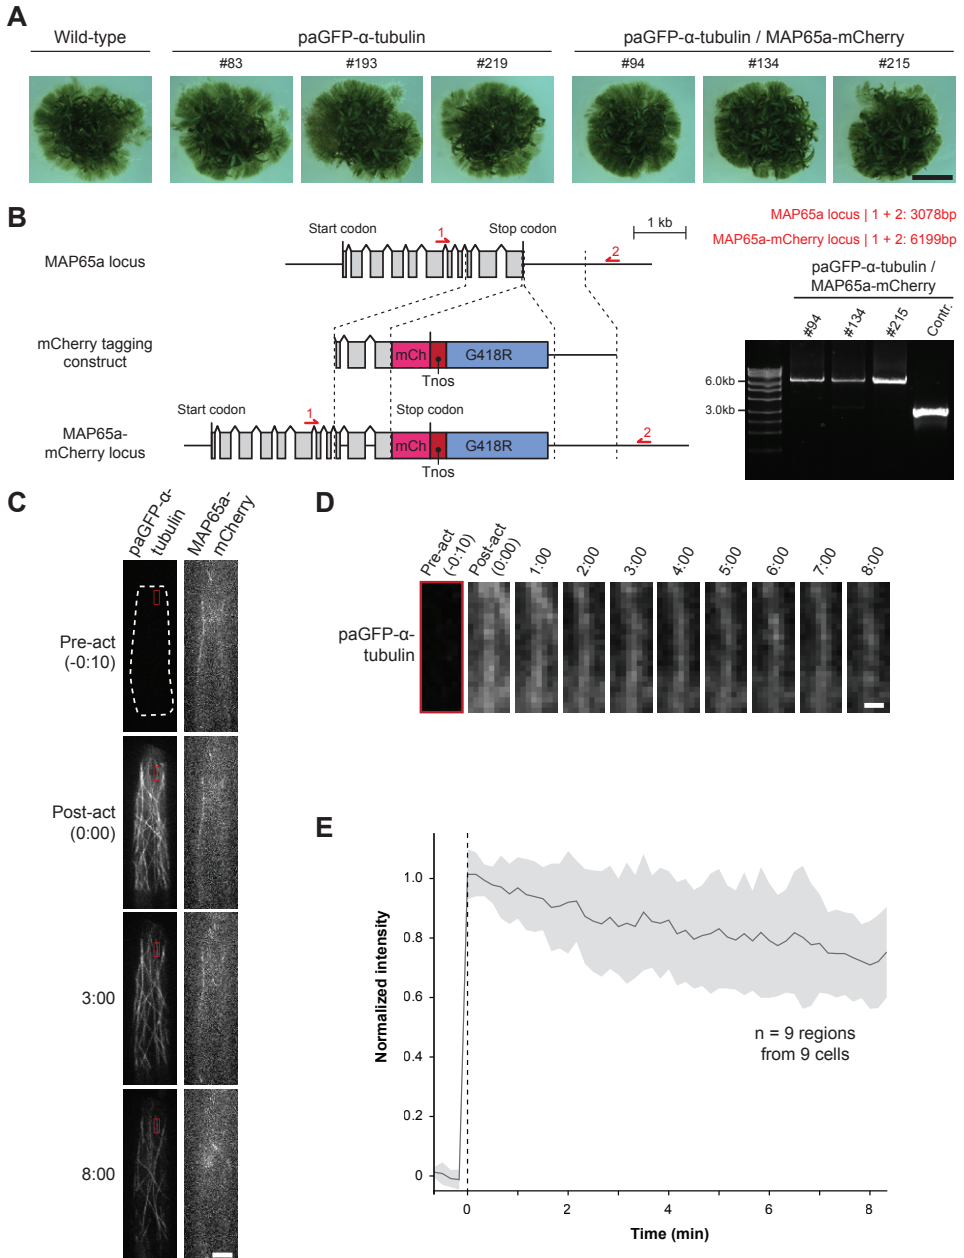 A
Wild-type
paGFP-α-tubulin
paGFP-α-tubulin / MAP65a-mCherry
#83
#193
#219
#94
#134
#215
B
MAP65a locus
Start codon
1
Stop codon
2
1 kb
mCherry tagging
construct
mCh
G418R
Tnos
MAP65a-
mCherry locus
Start codon
1
Stop codon
mCh
G418R
2
Tnos
MAP65a locus | 1 + 2: 3078bp
MAP65a-mCherry locus | 1 + 2: 6199bp
paGFP-α-tubulin /
MAP65a-mCherry
#94
#134
#215
Contr.
6.0kb
3.0kb
C
paGFP-α-
tubulin
MAP65a-
mCherry
Pre-act
(-0:10)
Post-act
(0:00)
3:00
8:00
D
Pre-act
(-0:10)
Post-act
(0:00)
1:00
2:00
3:00
4:00
5:00
6:00
7:00
8:00
paGFP-α-
tubulin
E
Normalized intensity
1.0
0.8
0.6
0.4
0.2
0
n = 9 regions
from 9 cells
0
2
4
6
8
Time (min)